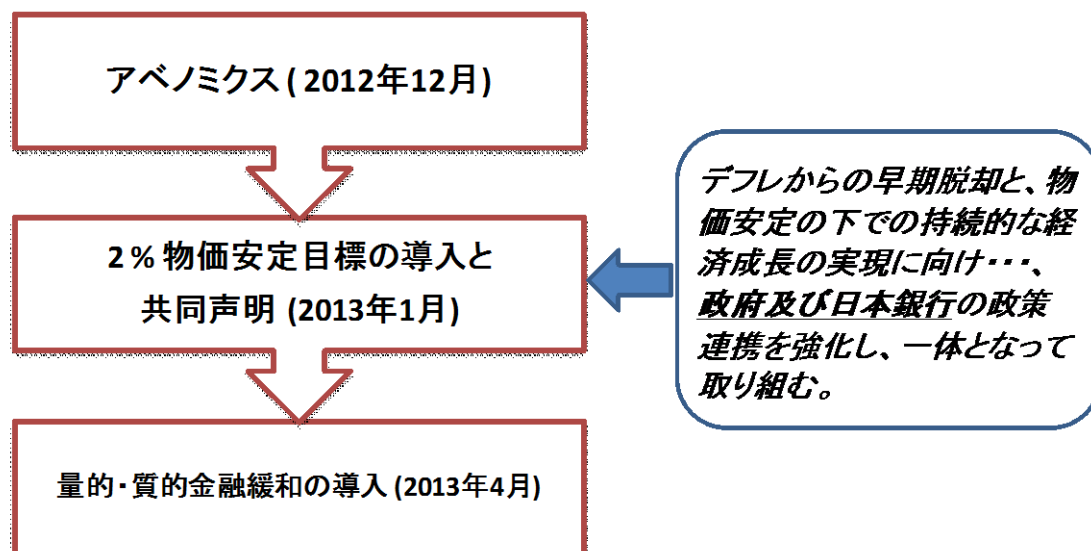 アベノミクス ( 2012年12月)
2%物価安定目標の導入と
共同声明 (2013年1月)
デフレからの早期脱却と、物
価安定の下での持続的な経
済成長の実現に向け・・・、
政府及び日本銀行の政策
連携を強化し、一体となって
取り組む。
量的・質的金融緩和の導入 (2013年4月)